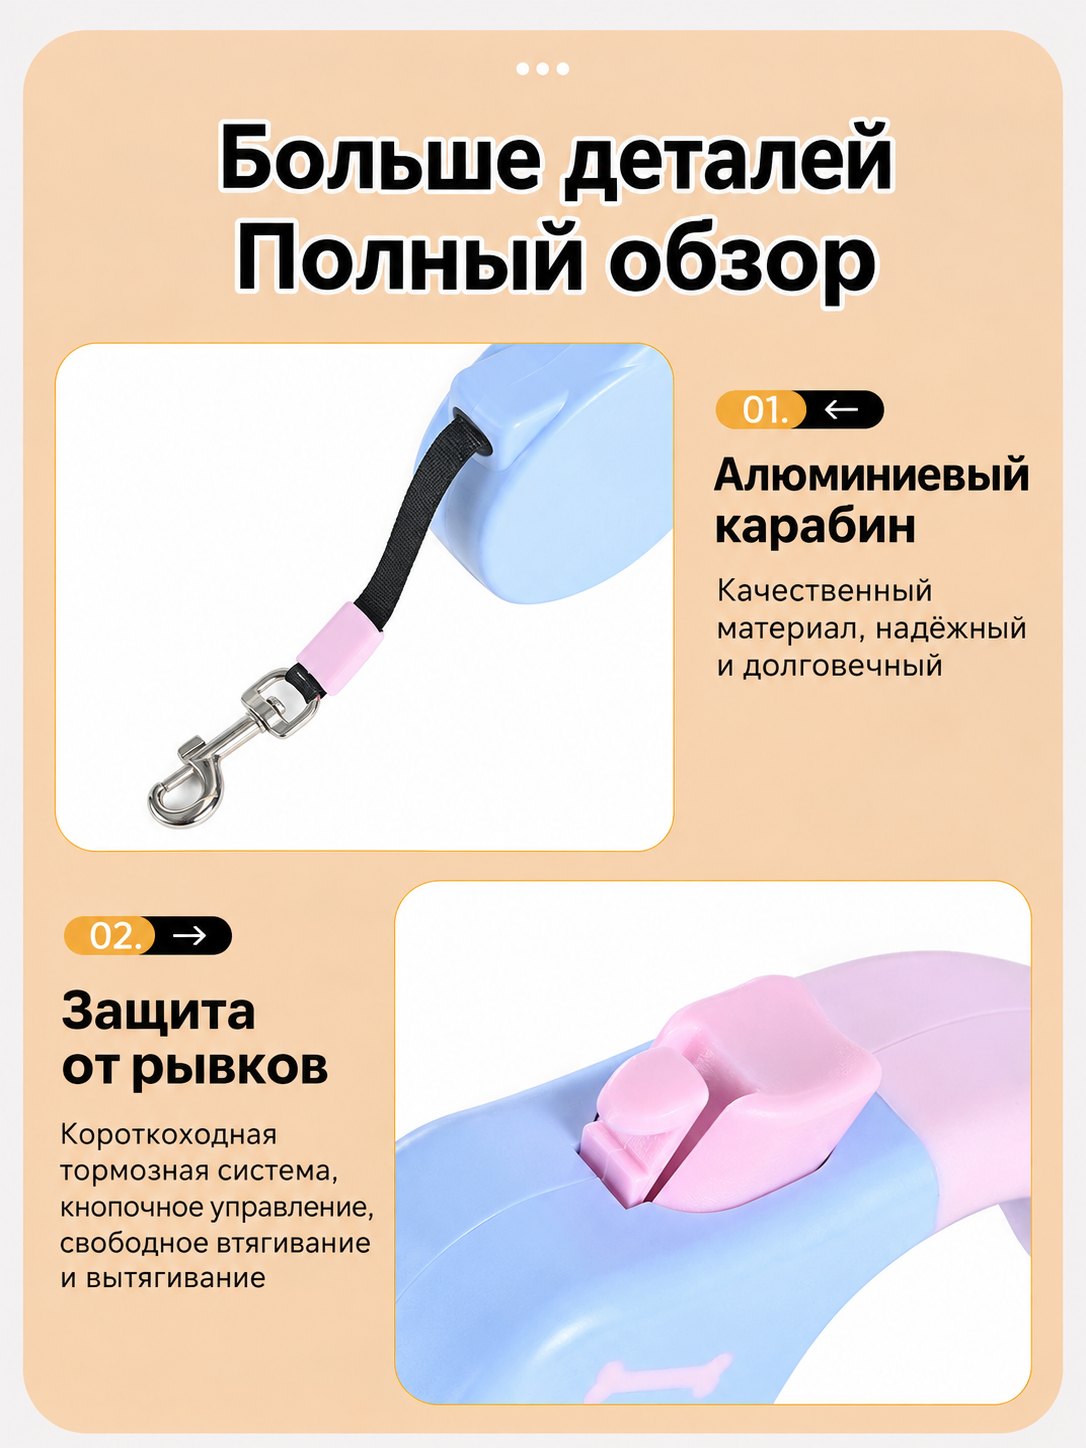 Больше деталей
Полный обзор
01.
Алюминиевый
карабин
Качественный
материал, надёжный
и долговечный
02.
Защита
от рывков
Короткоходная
тормозная система,
кнопочное управление,
свободное втягивание
и вытягивание